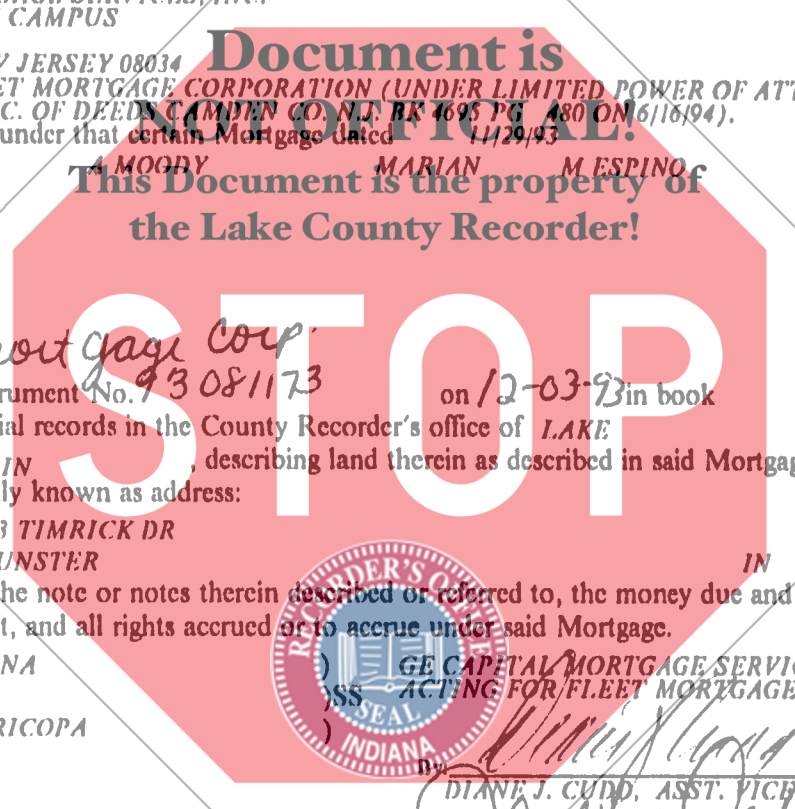 CAMPUS
JERSEY 08034
Document is
MORTGAGE CORPORATION (UNDER LIMITED POWER OF ATT
NOT OFFICIAL!
C. OF DEEDS CAMDEN CO. N.J. BK 4695 PG. 480 ON 6/16/94).
under that certain Mortgage dated 11/29/93
A MOODY MARIAN M ESPINO
This Document is the property of
the Lake County Recorder!
STOP
ortgage Corp.
rument No. 93081173 on 12-03-93 in book
ial records in the County Recorder's office of LAKE
IN , describing land therein as described in said Mortgag
ly known as address:
3 TIMRICK DR
UNSTER IN
he note or notes therein described or referred to, the money due and
t, and all rights accrued or to accrue under said Mortgage.
NA ) GE CAPITAL MORTGAGE SERVIC
)SS ACTING FOR FLEET MORTGAGE
RICOPA )
RECORDER'S OFFICE
SEAL
INDIANA
By
DIANE J. CUDD, ASST. VICE